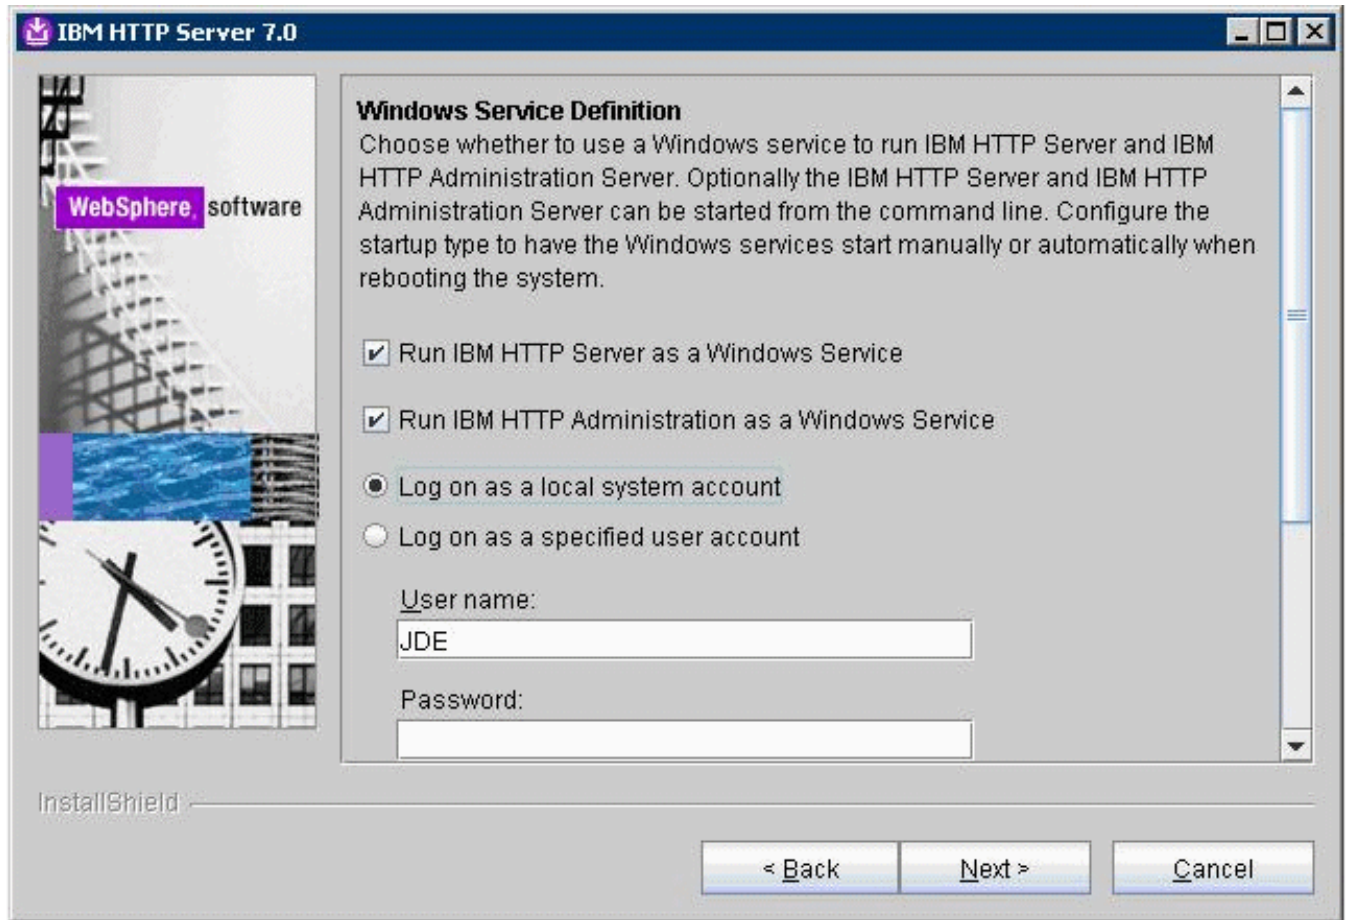 IBM HTTP Server 7.0
WebSphere. software
Windows Service Definition
Choose whether to use a Windows service to run IBM HTTP Server and IBM
HTTP Administration Server. Optionally the IBM HTTP Server and IBM HTTP
Administration Server can be started from the command line. Configure the
startup type to have the Windows services start manually or automatically when
rebooting the system.
Run IBM HTTP Server as a Windows Service
Run IBM HTTP Administration as a Windows Service
Log on as a local system account
Log on as a specified user account
User name:
JDE
Password:
InstallShield
< Back
Next >
Cancel